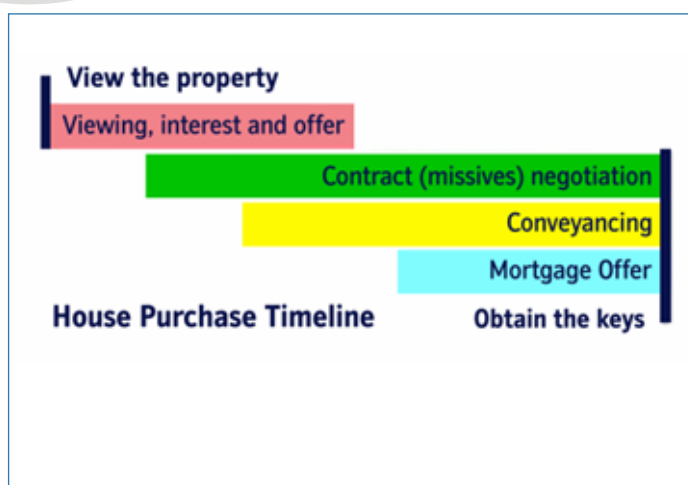 View the property
Viewing, interest and offer
Contract (missives) negotiation
Conveyancing
Mortgage Offer
House Purchase Timeline
Obtain the keys